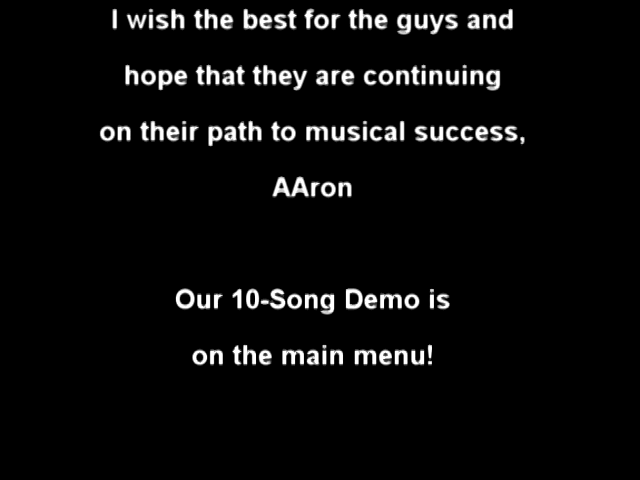 I wish the best for the guys and
hope that they are continuing
on their path to musical success,
AAron
Our 10-Song Demo is
on the main menu!